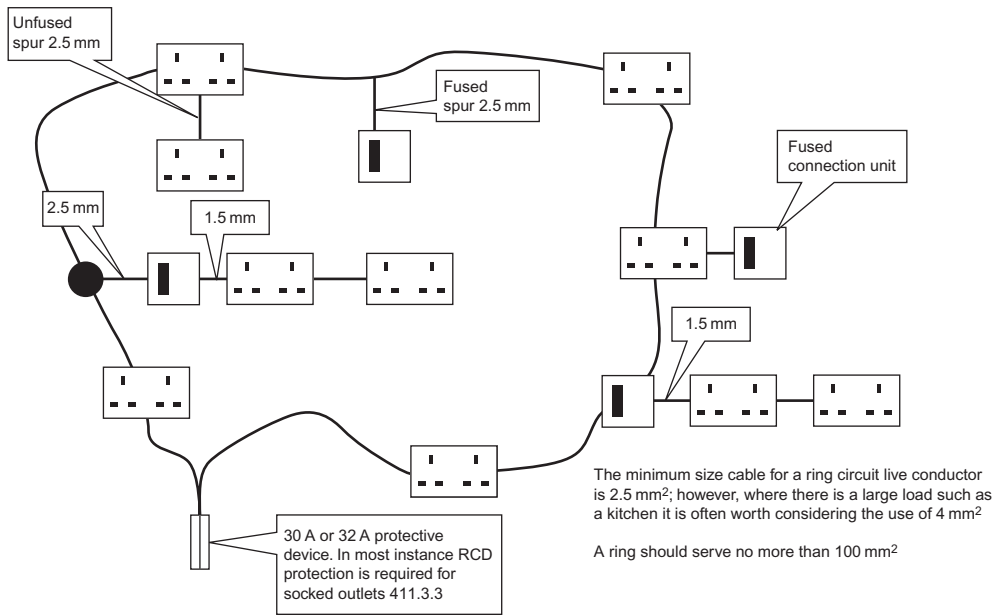 Unfused
spur 2.5 mm
Fused
spur 2.5 mm
Fused
connection unit
2.5 mm
1.5 mm
1.5 mm
The minimum size cable for a ring circuit live conductor
is 2.5 mm²; however, where there is a large load such as
a kitchen it is often worth considering the use of 4 mm²
A ring should serve no more than 100 mm²
30 A or 32 A protective
device. In most instance RCD
protection is required for
socked outlets 411.3.3